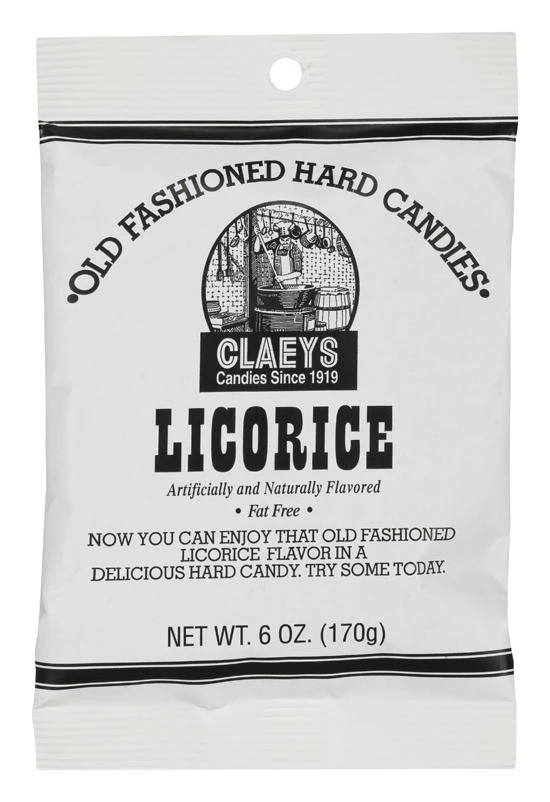 •OLD FASHIONED HARD CANDIES•
CLAEYS
Candies Since 1919
LICORICE
Artificially and Naturally Flavored
• Fat Free •
NOW YOU CAN ENJOY THAT OLD FASHIONED
LICORICE FLAVOR IN A
DELICIOUS HARD CANDY. TRY SOME TODAY.
NET WT. 6 OZ. (170g)